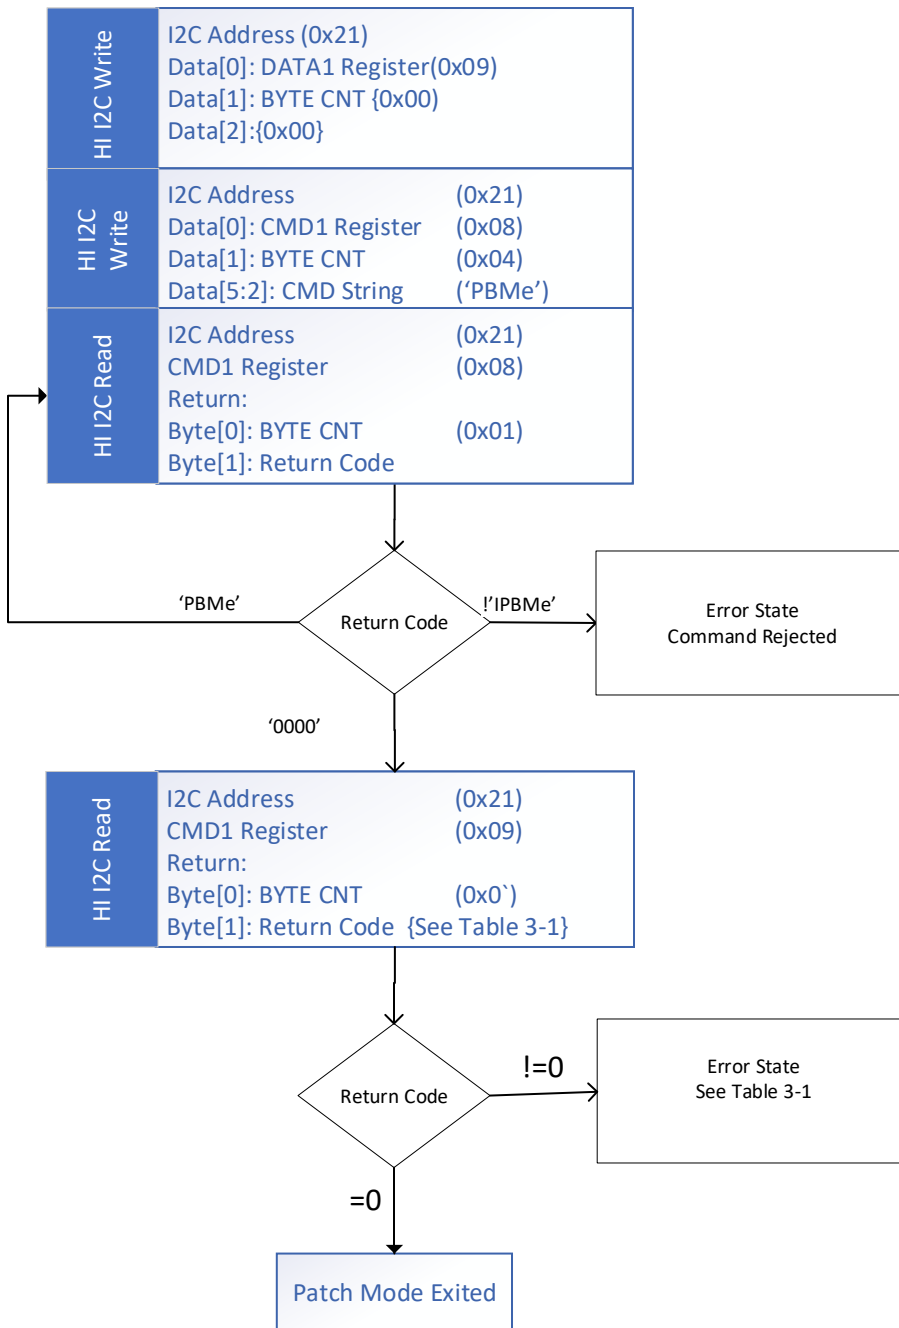 HI I2C Write
I2C Address (0x21)
Data[0]: DATA1 Register(0x09)
Data[1]: BYTE CNT {0x00)
Data[2]:{0x00}
HI I2C
Write
I2C Address (0x21)
Data[0]: CMD1 Register (0x08)
Data[1]: BYTE CNT (0x04)
Data[5:2]: CMD String (‘PBMe’)
HI I2C Read
I2C Address (0x21)
CMD1 Register (0x08)
Return:
Byte[0]: BYTE CNT (0x01)
Byte[1]: Return Code
‘PBMe’
Return Code
!’IPBMe’
Error State
Command Rejected
‘0000’
HI I2C Read
I2C Address (0x21)
CMD1 Register (0x09)
Return:
Byte[0]: BYTE CNT (0x0`)
Byte[1]: Return Code {See Table 3-1}
Return Code
!=0
Error State
See Table 3-1
=0
Patch Mode Exited